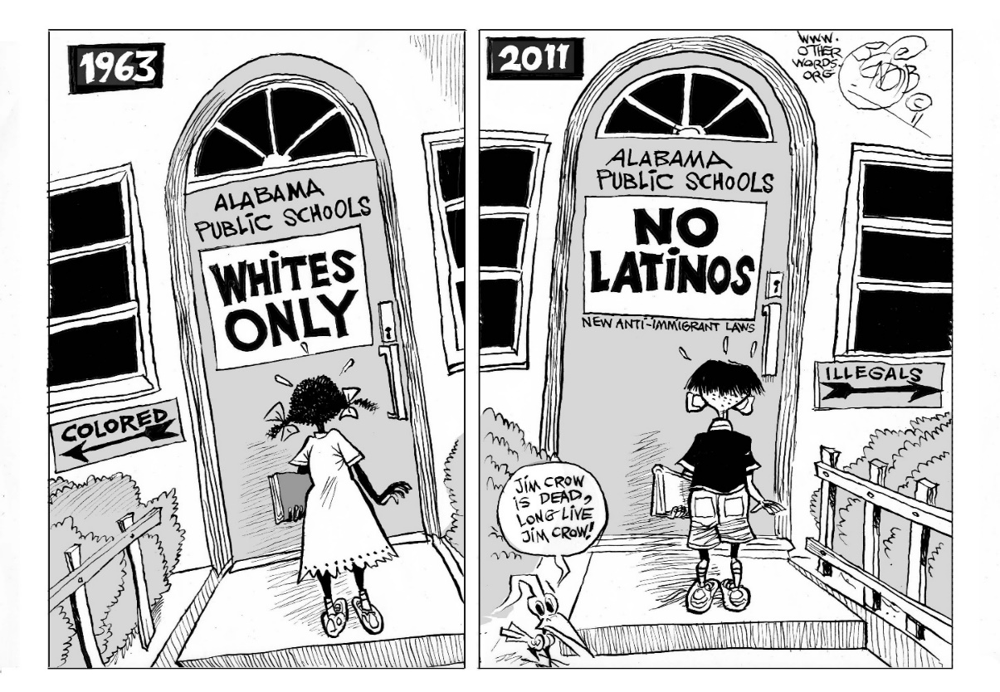 1963
ALABAMA
PUBLIC SCHOOLS
WHITES
ONLY
COLORED
2011
WWW.
OTHER
WORDS.
ORG
©
11
ALABAMA
PUBLIC SCHOOLS
NO
LATINOS
NEW ANTI-IMMIGRANT LAWS
ILLEGALS
JIM CROW
IS DEAD,
LONG LIVE
JIM CROW!